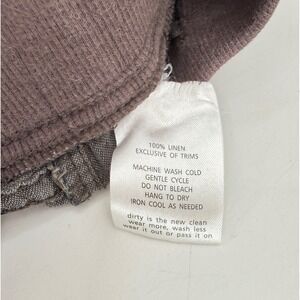 100% LINEN
EXCLUSIVE OF TRIMS
MACHINE WASH COLD
GENTLE CYCLE
DO NOT BLEACH
HANG TO DRY
IRON COOL AS NEEDED
dirty is the new clean
wear more, wash less
wear it out or pass it on